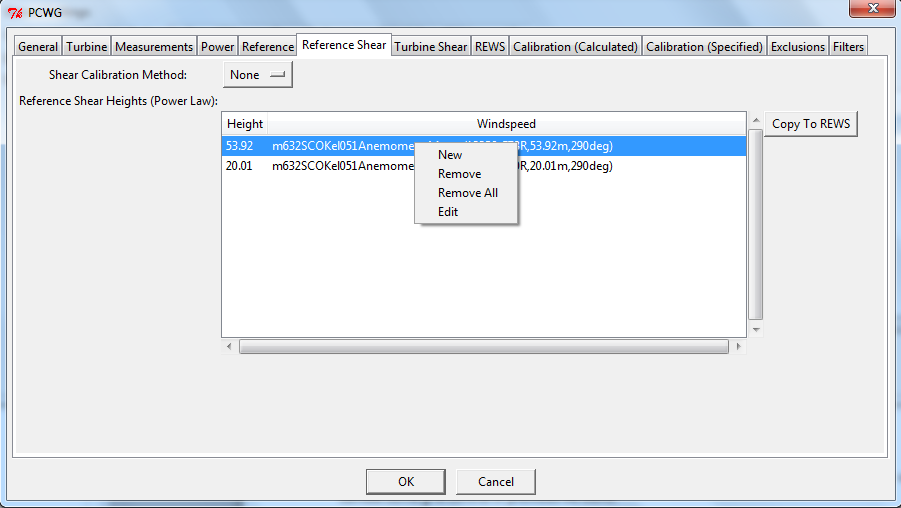 PCWG
General Turbine Measurements Power Reference Reference Shear Turbine Shear REWS Calibration (Calculated) Calibration (Specified) Exclusions Filters
Shear Calibration Method: None
Reference Shear Heights (Power Law):
Height Windspeed Copy To REWS
53.92 m632SCOKel051Anemome R,53.92m,290deg)
20.01 m632SCOKel051Anemome R,20.01m,290deg)
New
Remove
Remove All
Edit
OK Cancel